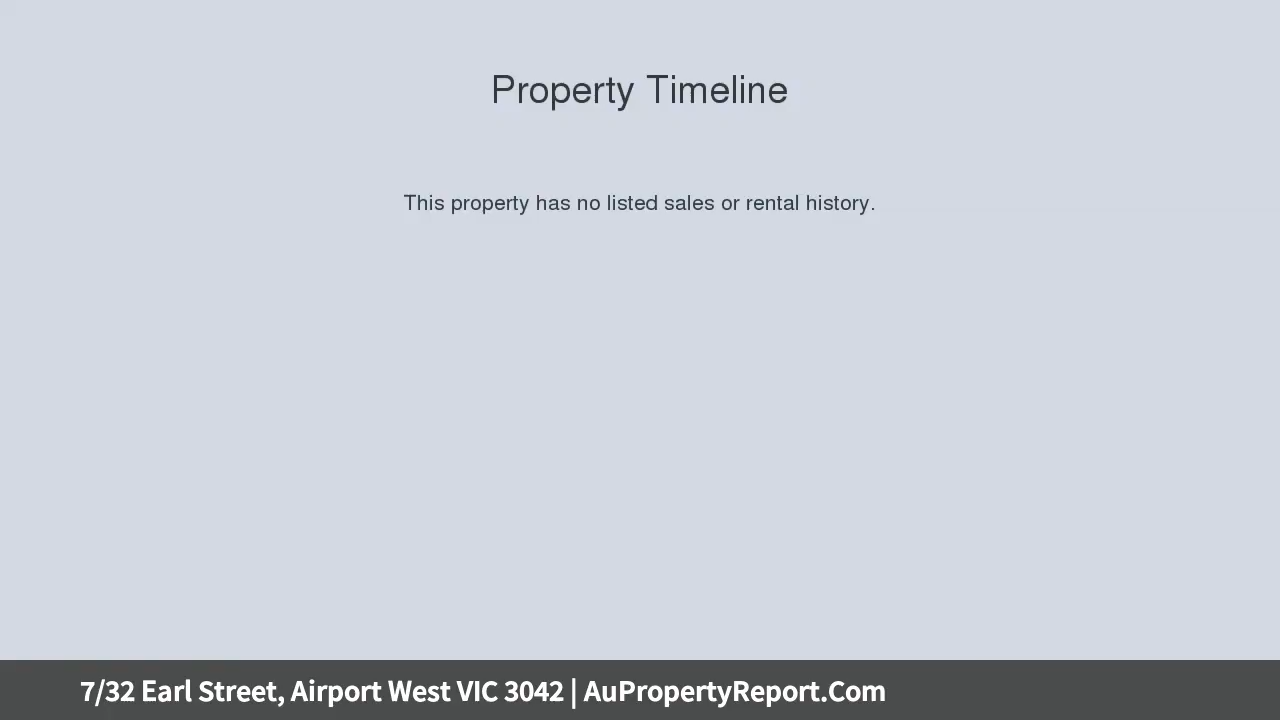 Property Timeline
This property has no listed sales or rental history.
7/32 Earl Street, Airport West VIC 3042 | AuPropertyReport.Com